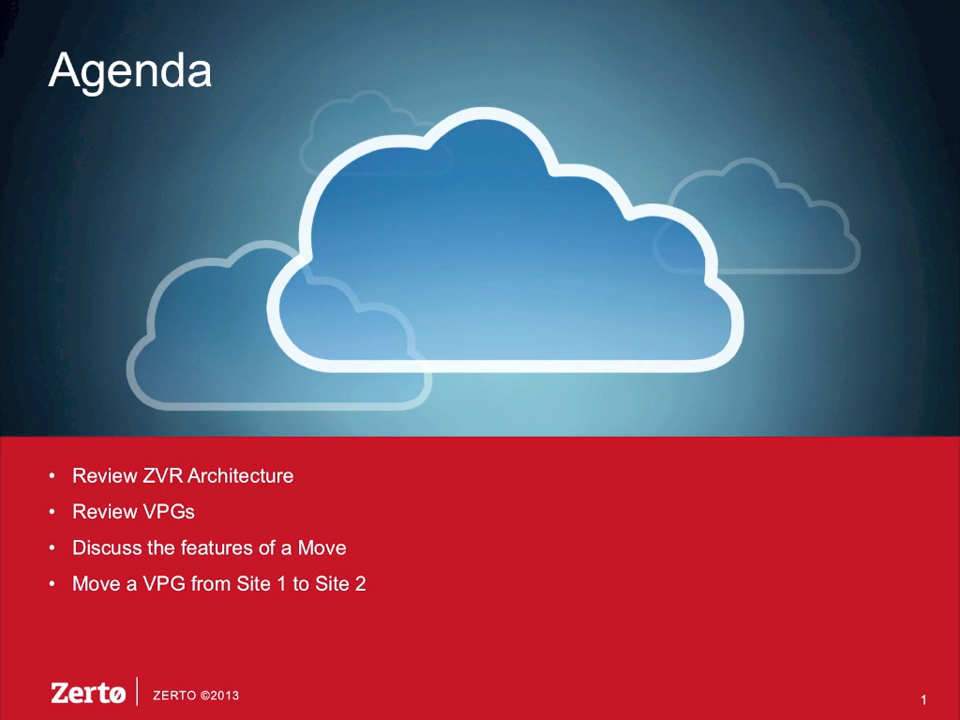 Agenda
• Review ZVR Architecture
• Review VPGs
• Discuss the features of a Move
• Move a VPG from Site 1 to Site 2
Zerto
ZERTO ©2013
1